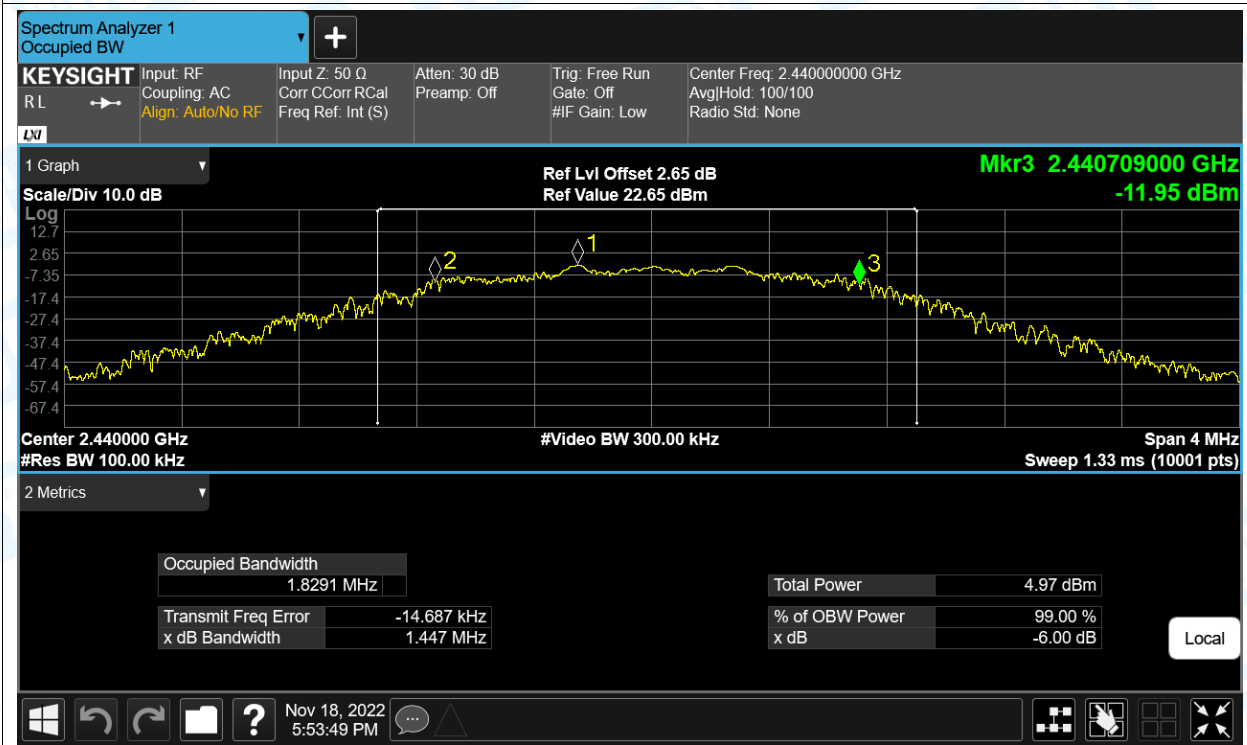 Spectrum Analyzer 1
Occupied BW
KEYSIGHT
R L
LXI
Input: RF
Coupling: AC
Align: Auto/No RF
Input Z: 50 Ω
Corr CCorr RCal
Freq Ref: Int (S)
Atten: 30 dB
Preamp: Off
Trig: Free Run
Gate: Off
#IF Gain: Low
Center Freq: 2.440000000 GHz
Avg|Hold: 100/100
Radio Std: None
1 Graph
Scale/Div 10.0 dB
Ref Lvl Offset 2.65 dB
Ref Value 22.65 dBm
Mkr3 2.440709000 GHz
-11.95 dBm
Log
12.7
2.65
-7.35
-17.4
-27.4
-37.4
-47.4
-57.4
-67.4
2
1
3
Center 2.440000 GHz
#Video BW 300.00 kHz
Span 4 MHz
#Res BW 100.00 kHz
Sweep 1.33 ms (10001 pts)
2 Metrics
Occupied Bandwidth
1.8291 MHz
Transmit Freq Error -14.687 kHz
x dB Bandwidth 1.447 MHz
Total Power 4.97 dBm
% of OBW Power 99.00 %
x dB -6.00 dB
Local
?
Nov 18, 2022
5:53:49 PM